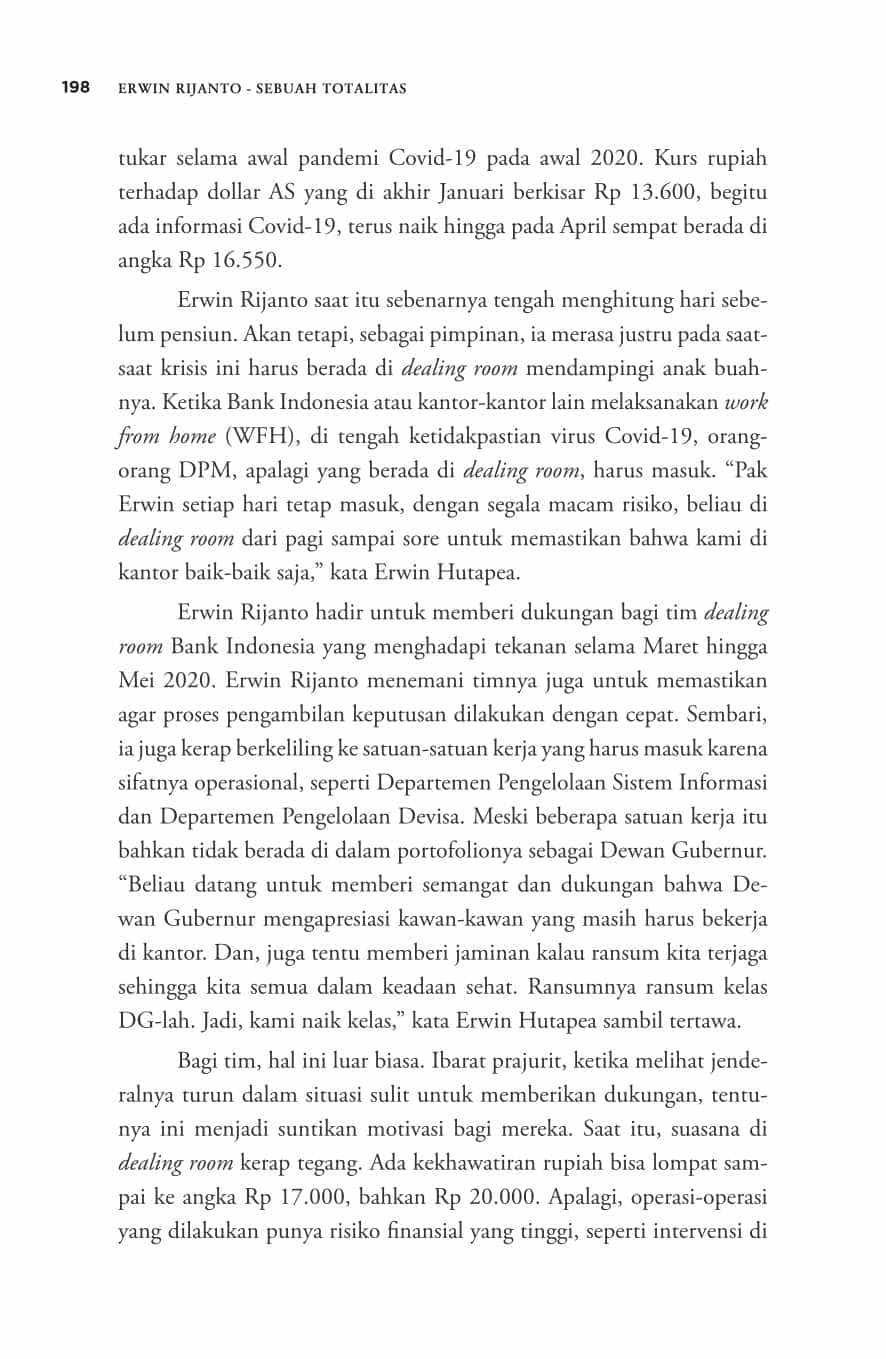 198 ERWIN RIJANTO - SEBUAH TOTALITAS
tukar selama awal pandemi Covid-19 pada awal 2020. Kurs rupiah
terhadap dollar AS yang di akhir Januari berkisar Rp 13.600, begitu
ada informasi Covid-19, terus naik hingga pada April sempat berada di
angka Rp 16.550.
Erwin Rijanto saat itu sebenarnya tengah menghitung hari sebe-
lum pensiun. Akan tetapi, sebagai pimpinan, ia merasa justru pada saat-
saat krisis ini harus berada di dealing room mendampingi anak buah-
nya. Ketika Bank Indonesia atau kantor-kantor lain melaksanakan work
from home (WFH), di tengah ketidakpastian virus Covid-19, orang-
orang DPM, apalagi yang berada di dealing room, harus masuk. “Pak
Erwin setiap hari tetap masuk, dengan segala macam risiko, beliau di
dealing room dari pagi sampai sore untuk memastikan bahwa kami di
kantor baik-baik saja,” kata Erwin Hutapea.
Erwin Rijanto hadir untuk memberi dukungan bagi tim dealing
room Bank Indonesia yang menghadapi tekanan selama Maret hingga
Mei 2020. Erwin Rijanto menemani timnya juga untuk memastikan
agar proses pengambilan keputusan dilakukan dengan cepat. Sembari,
ia juga kerap berkeliling ke satuan-satuan kerja yang harus masuk karena
sifatnya operasional, seperti Departemen Pengelolaan Sistem Informasi
dan Departemen Pengelolaan Devisa. Meski beberapa satuan kerja itu
bahkan tidak berada di dalam portofolionya sebagai Dewan Gubernur.
“Beliau datang untuk memberi semangat dan dukungan bahwa De-
wan Gubernur mengapresiasi kawan-kawan yang masih harus bekerja
di kantor. Dan, juga tentu memberi jaminan kalau ransum kita terjaga
sehingga kita semua dalam keadaan sehat. Ransumnya ransum kelas
DG-lah. Jadi, kami naik kelas,” kata Erwin Hutapea sambil tertawa.
Bagi tim, hal ini luar biasa. Ibarat prajurit, ketika melihat jende-
ralnya turun dalam situasi sulit untuk memberikan dukungan, tentu-
nya ini menjadi suntikan motivasi bagi mereka. Saat itu, suasana di
dealing room kerap tegang. Ada kekhawatiran rupiah bisa lompat sam-
pai ke angka Rp 17.000, bahkan Rp 20.000. Apalagi, operasi-operasi
yang dilakukan punya risiko finansial yang tinggi, seperti intervensi di